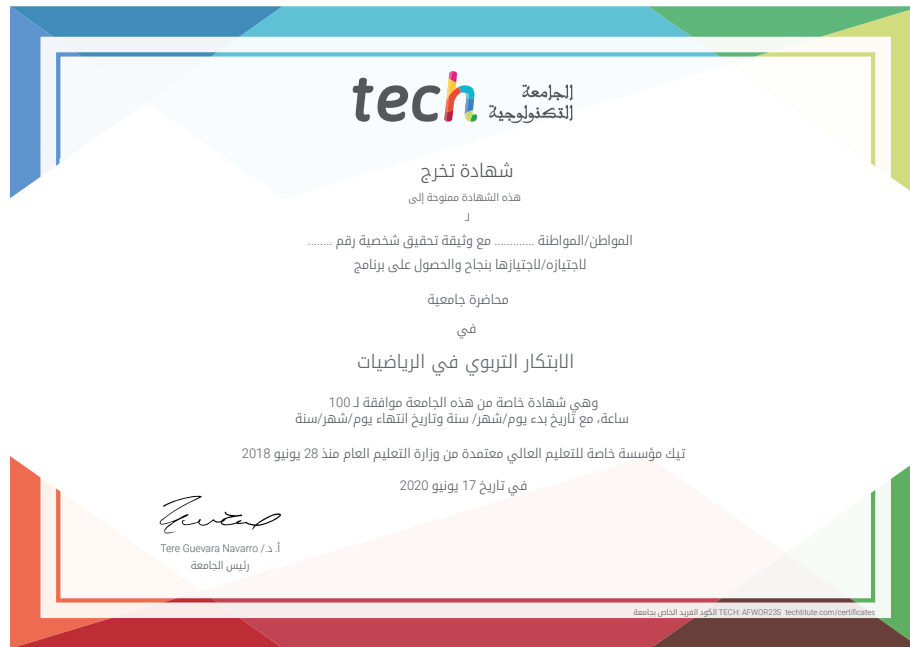 tech الجامعة
التكنولوجية
شهادة تخرج
هذه الشهادة ممنوحة إلى
لـ
المواطن/المواطنة ............ مع وثيقة تحقيق شخصية رقم ........
لاجتيازه/لاجتيازها بنجاح والحصول على برنامج
محاضرة جامعية
في
الابتكار التربوي في الرياضيات
وهي شهادة خاصة من هذه الجامعة موافقة لـ 100
ساعة، مع تاريخ بدء يوم/شهر/ سنة وتاريخ انتهاء يوم/شهر/سنة
تيك مؤسسة خاصة للتعليم العالي معتمدة من وزارة التعليم العام منذ 28 يونيو 2018
في تاريخ 17 يونيو 2020
أ. د./ Tere Guevara Navarro
رئيس الجامعة
الكود الفريد الخاص بجامعة TECH: AFWOR23S techtitute.com/certificates